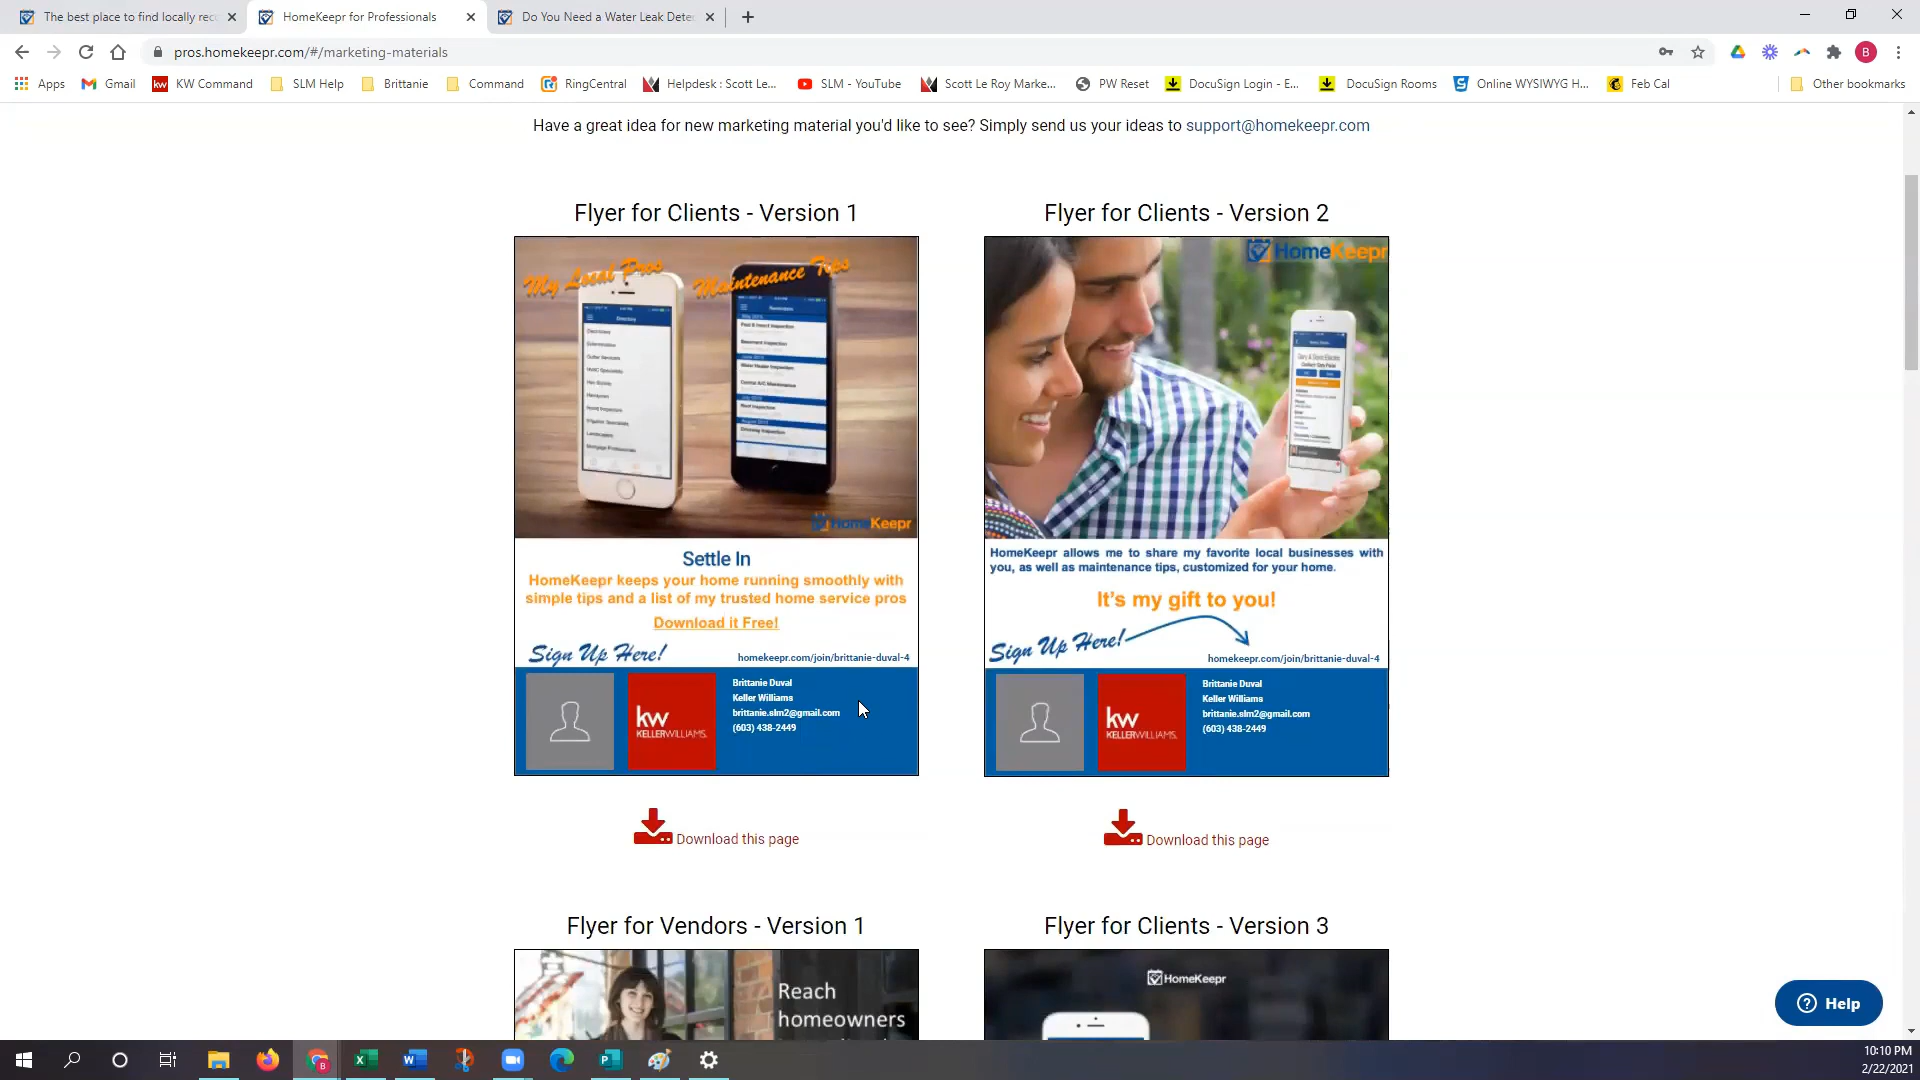 The best place to find locally rec
HomeKeepr for Professionals
Do You Need a Water Leak Dete
pros.homekeepr.com/#/marketing-materials
B
Apps
Gmail
kw KW Command
SLM Help
Brittanie
Command
RingCentral
Helpdesk : Scott Le...
SLM - YouTube
Scott Le Roy Marke...
PW Reset
DocuSign Login - E...
DocuSign Rooms
Online WYSIWYG H...
Feb Cal
Other bookmarks
Have a great idea for new marketing material you'd like to see? Simply send us your ideas to support@homekeepr.com
Flyer for Clients - Version 1
My Local Pros
Maintenance Tips
Directory
HomeKeepr
Settle In
HomeKeepr keeps your home running smoothly with
simple tips and a list of my trusted home service pros
Download it Free!
Sign Up Here!
homekeepr.com/join/brittanie-duval-4
kw
KELLERWILLIAMS.
Brittanie Duval
Keller Williams
brittanie.slm2@gmail.com
(603) 438-2449
Download this page
Flyer for Clients - Version 2
HomeKeepr
HomeKeepr allows me to share my favorite local businesses with
you, as well as maintenance tips, customized for your home.
It's my gift to you!
Sign Up Here!
homekeepr.com/join/brittanie-duval-4
kw
KELLERWILLIAMS.
Brittanie Duval
Keller Williams
brittanie.slm2@gmail.com
(603) 438-2449
Download this page
Flyer for Vendors - Version 1
Reach
homeowners
Flyer for Clients - Version 3
HomeKeepr
Help
10:10 PM
2/22/2021